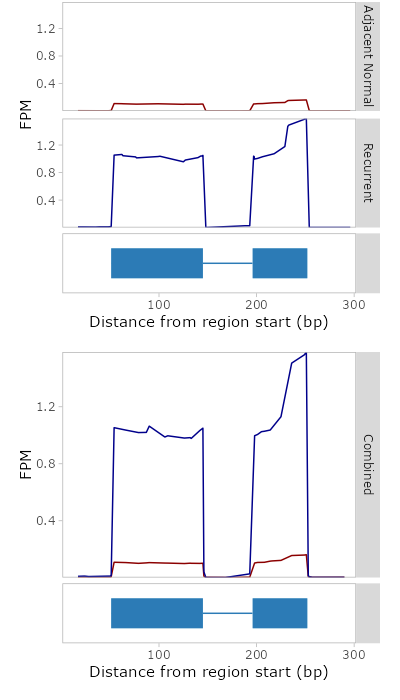 1.2
0.8
0.4
Adjacent Normal
FPM
1.2
0.8
0.4
Recurrent
100
200
300
Distance from region start (bp)
1.2
0.8
0.4
FPM
Combined
100
200
300
Distance from region start (bp)